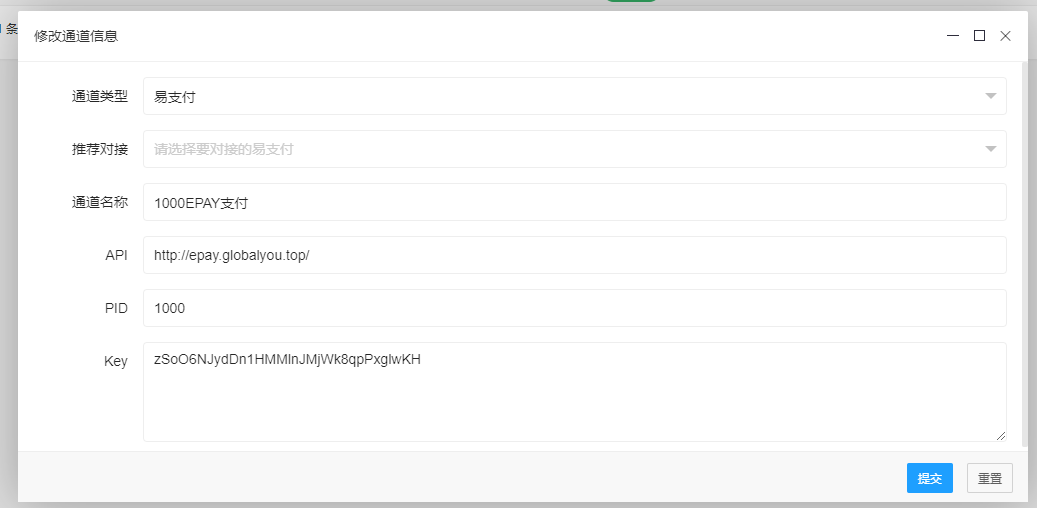 条
修改通道信息
通道类型 易支付
推荐对接 请选择要对接的易支付
通道名称 1000EPAY支付
API http://epay.globalyou.top/
PID 1000
Key zSoO6NJydDn1HMMlnJMjWk8qpPxglwKH
提交 重置